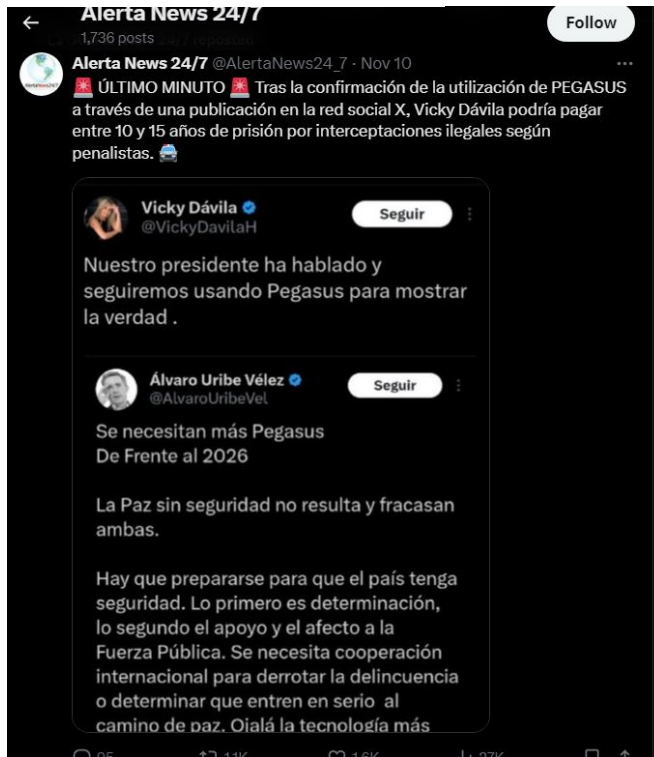 Alerta News 24/7
1,736 posts
Follow
Alerta News 24/7 @AlertaNews24_7 · Nov 10
🚨 ÚLTIMO MINUTO 🚨 Tras la confirmación de la utilización de PEGASUS
a través de una publicación en la red social X, Vicky Dávila podría pagar
entre 10 y 15 años de prisión por interceptaciones ilegales según
penalistas. 🚔
Vicky Dávila
@VickyDavilaH
Seguir
Nuestro presidente ha hablado y
seguiremos usando Pegasus para mostrar
la verdad .
Álvaro Uribe Vélez
@AlvaroUribeVel
Seguir
Se necesitan más Pegasus
De Frente al 2026
La Paz sin seguridad no resulta y fracasan
ambas.
Hay que prepararse para que el país tenga
seguridad. Lo primero es determinación,
lo segundo el apoyo y el afecto a la
Fuerza Pública. Se necesita cooperación
internacional para derrotar la delincuencia
o determinar que entren en serio al
camino de paz. Ojalá la tecnología más